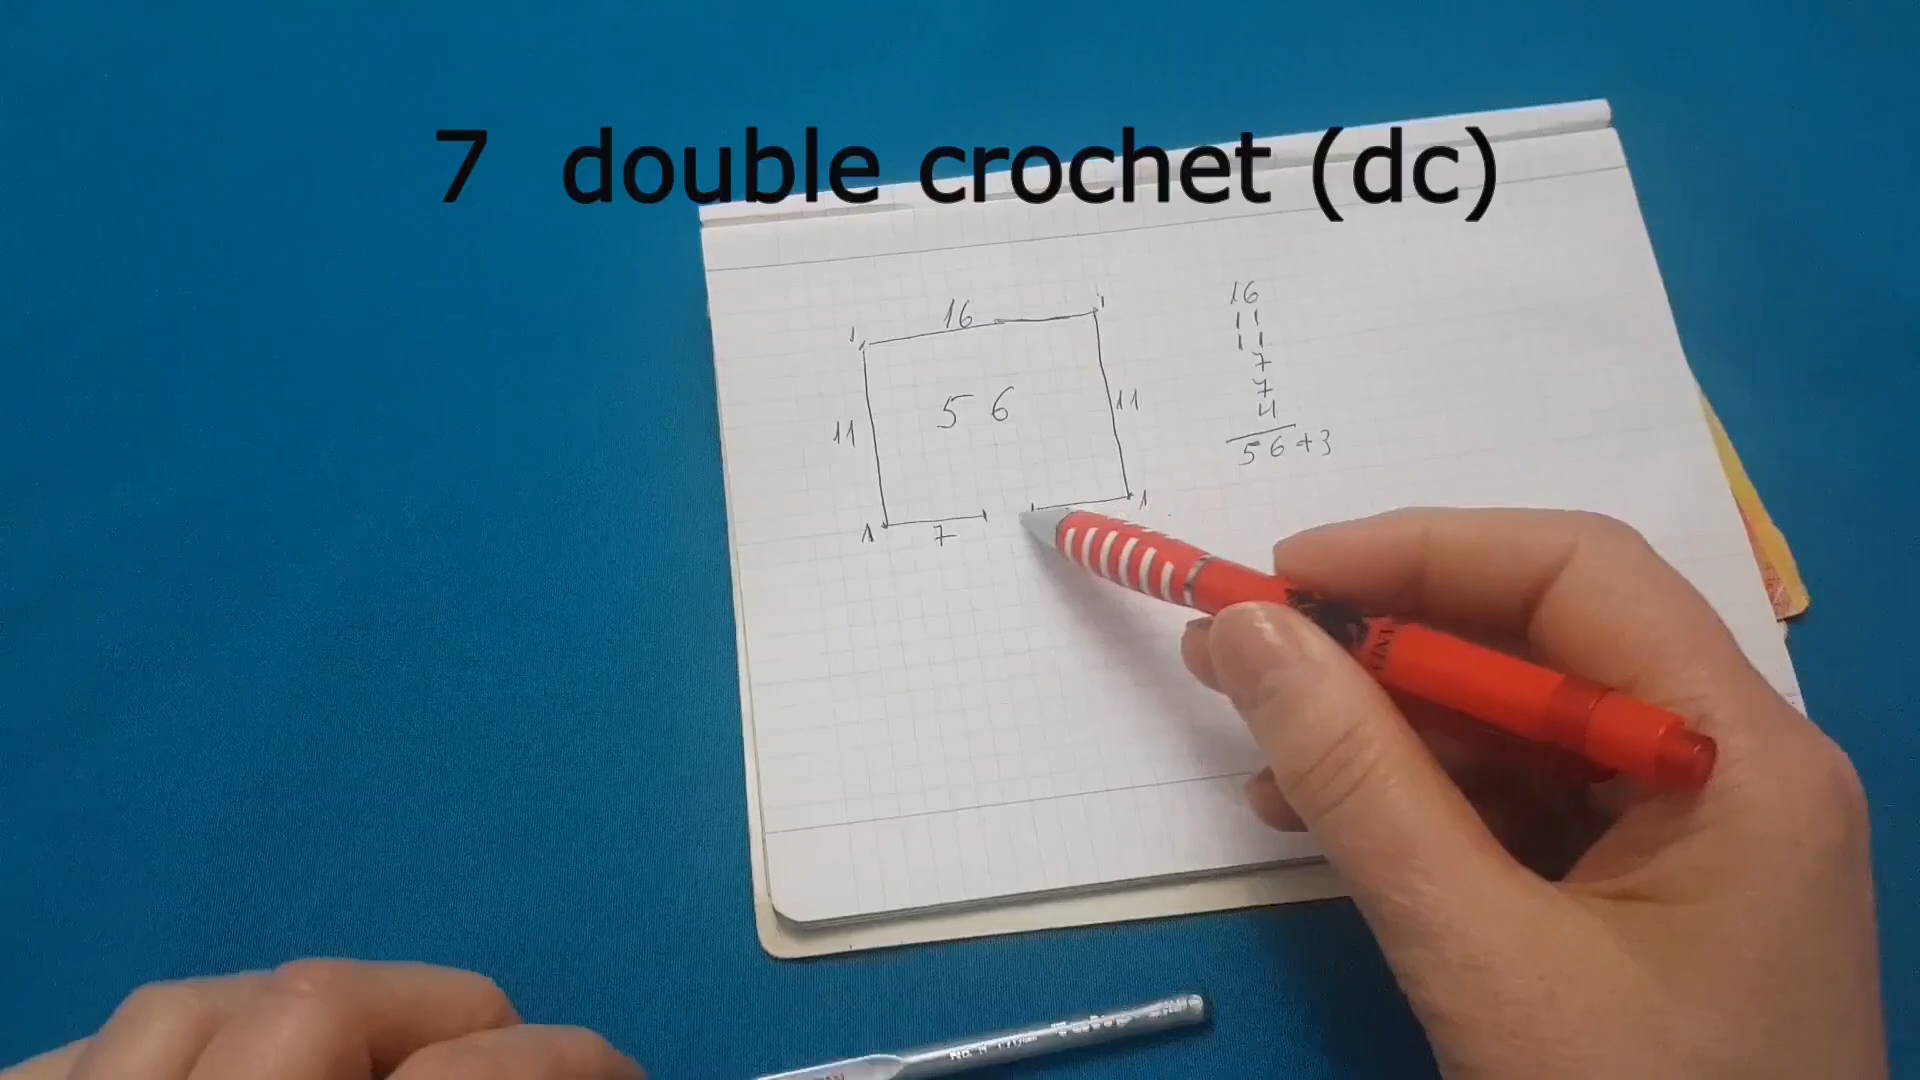 7 double crochet (dc)
1 16 1
11 56 11
1 7 1
16
11
11
7
7
4
56+3